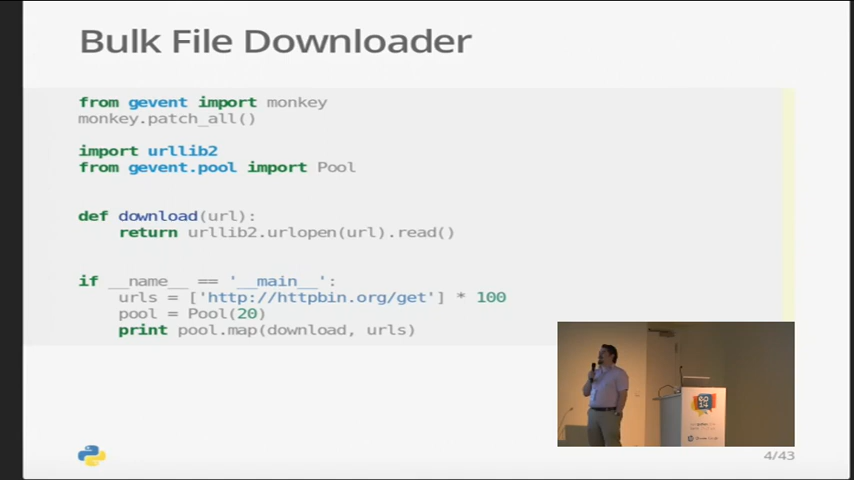 Bulk File Downloader
from gevent import monkey
monkey.patch_all()
import urllib2
from gevent.pool import Pool
def download(url):
return urllib2.urlopen(url).read()
if __name__ == '__main__':
urls = ['http://httpbin.org/get'] * 100
pool = Pool(20)
print pool.map(download, urls)
4/43